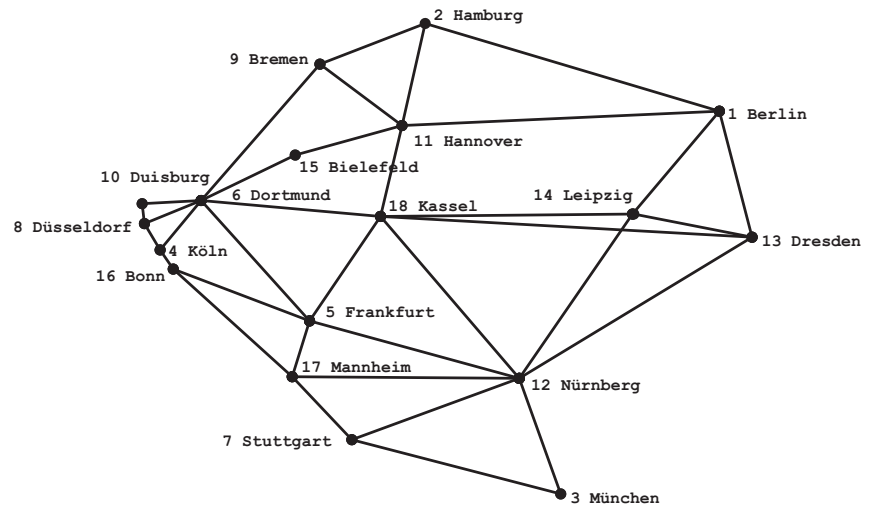 2 Hamburg
9 Bremen
1 Berlin
11 Hannover
15 Bielefeld
10 Duisburg
6 Dortmund
14 Leipzig
18 Kassel
8 Düsseldorf
13 Dresden
4 Köln
16 Bonn
5 Frankfurt
17 Mannheim
12 Nürnberg
7 Stuttgart
3 München